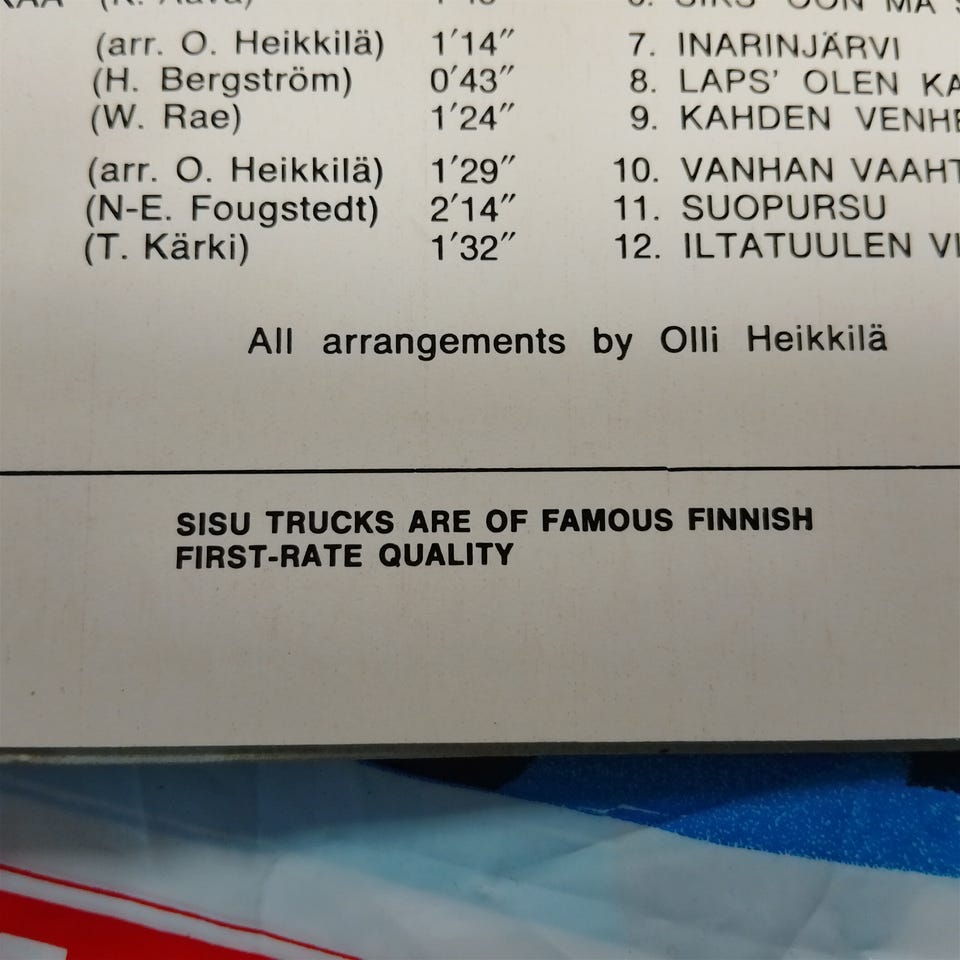 (arr. O. Heikkilä) 1′14″ 7. INARINJÄRVI
(H. Bergström) 0′43″ 8. LAPS’ OLEN
(W. Rae) 1′24″ 9. KAHDEN
(arr. O. Heikkilä) 1′29″ 10. VANHAN
(N-E. Fougstedt) 2′14″ 11. SUOPURSU
(T. Kärki) 1′32″ 12. ILTATUULEN
All arrangements by Olli Heikkilä
SISU TRUCKS ARE OF FAMOUS FINNISH
FIRST-RATE QUALITY